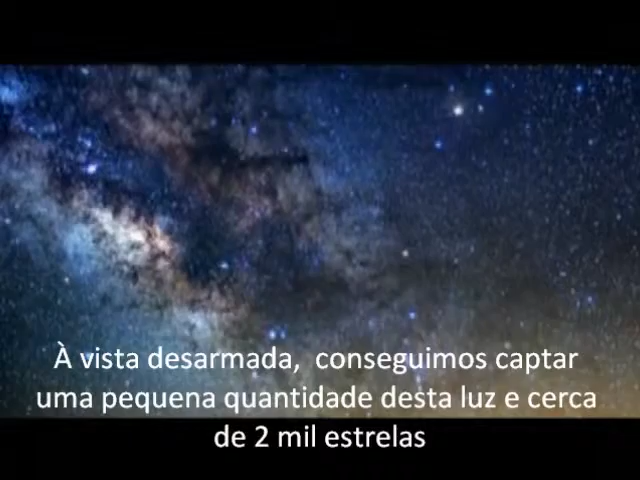 À vista desarmada, conseguimos captar
uma pequena quantidade desta luz e cerca
de 2 mil estrelas